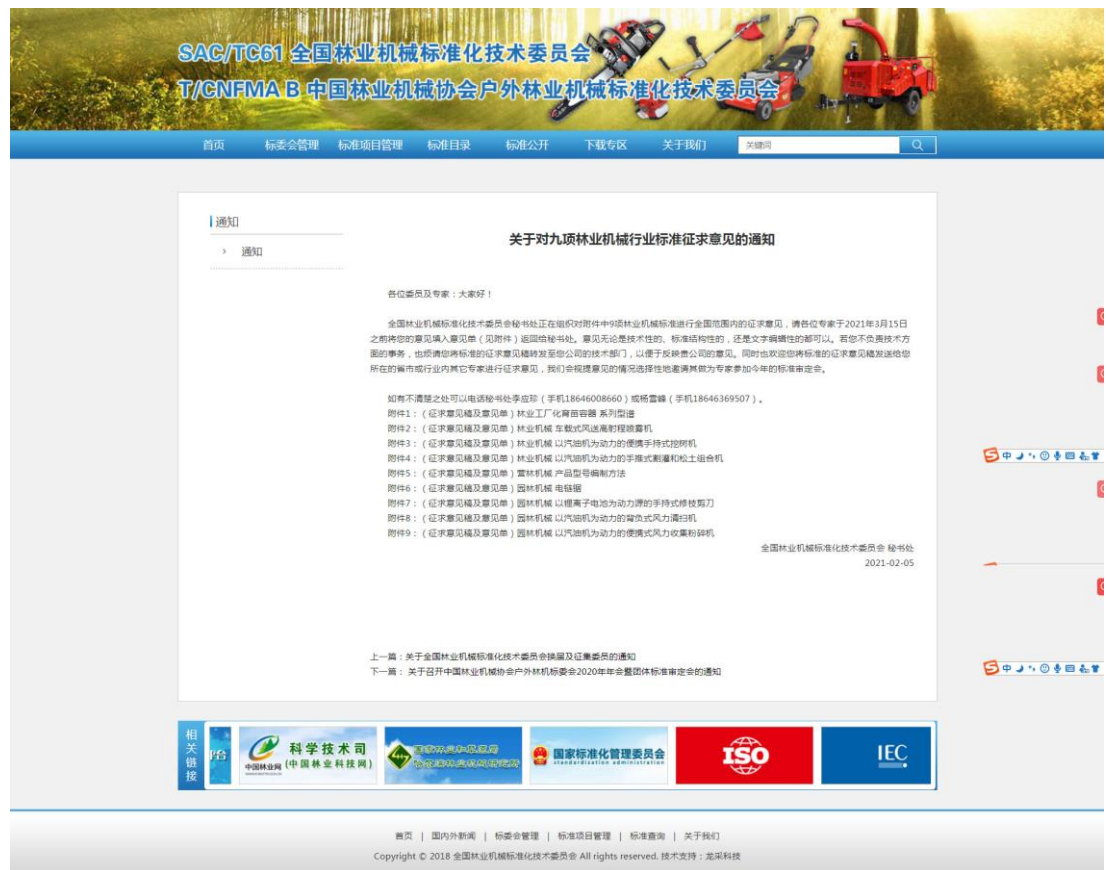 SAC/TC61 全国林业机械标准化技术委员会
T/CNFMA B 中国林业机械协会户外林业机械标准化技术委员会
首页 标委会管理 标准项目管理 标准目录 标准公开 下载专区 关于我们 关键词
通知
> 通知
关于对九项林业机械行业标准征求意见的通知
各位委员及专家：大家好！
全国林业机械标准化技术委员会秘书处正在组织对附件中9项林业机械标准进行全国范围内的征求意见，请各位专家于2021年3月15日
之前将您的意见填入意见单（见附件）返回给秘书处。意见无论是技术性的、标准结构性的，还是文字编辑性的都可以。若您不负责技术方
面的事务，也烦请您将标准的征求意见稿转发至您公司的技术部门，以便于反映贵公司的意见。同时也欢迎您将标准的征求意见稿发送给您
所在的省市或行业内其它专家进行征求意见，我们会视提意见的情况选择性地邀请其做为专家参加今年的标准审定会。
如有不清楚之处可以电话秘书处李应珍（手机18646008660）或杨雪峰（手机18646369507）。
附件1：（征求意见稿及意见单）林业工厂化育苗容器 系列型谱
附件2：（征求意见稿及意见单）林业机械 车载式风送高射程喷雾机
附件3：（征求意见稿及意见单）林业机械 以汽油机为动力的便携手持式挖树机
附件4：（征求意见稿及意见单）林业机械 以汽油机为动力的手推式割灌和松土组合机
附件5：（征求意见稿及意见单）营林机械 产品型号编制方法
附件6：（征求意见稿及意见单）园林机械 电链锯
附件7：（征求意见稿及意见单）园林机械 以锂离子电池为动力源的手持式修枝剪刀
附件8：（征求意见稿及意见单）园林机械 以汽油机为动力的背负式风力清扫机
附件9：（征求意见稿及意见单）园林机械 以汽油机为动力的便携式风力收集粉碎机
全国林业机械标准化技术委员会 秘书处
2021-02-05
上一篇：关于全国林业机械标准化技术委员会换届及征集委员的通知
下一篇： 关于召开中国林业机械协会户外林机标委会2020年年会暨团体标准审定会的通知
相关链接
科学技术司
中国林业网 (中国林业科技网)
国家标准化管理委员会
standardization administration
ISO
IEC
首页 | 国内外新闻 | 标委会管理 | 标准项目管理 | 标准查询 | 关于我们
Copyright © 2018 全国林业机械标准化技术委员会 All rights reserved. 技术支持：龙采科技
中
中